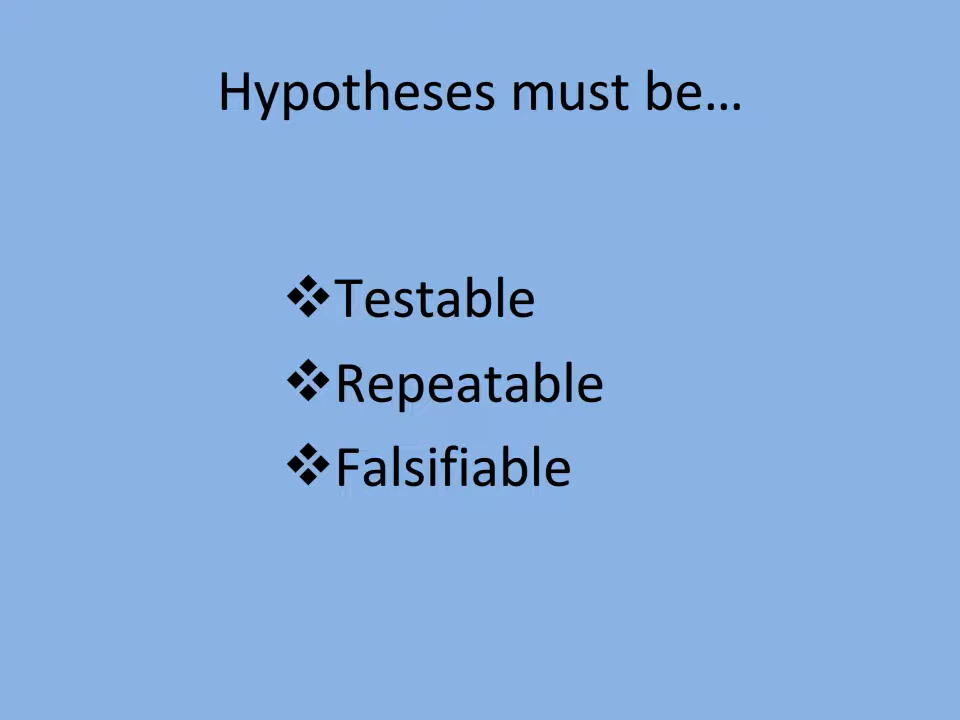 Hypotheses must be…
❖Testable
❖Repeatable
❖Falsifiable